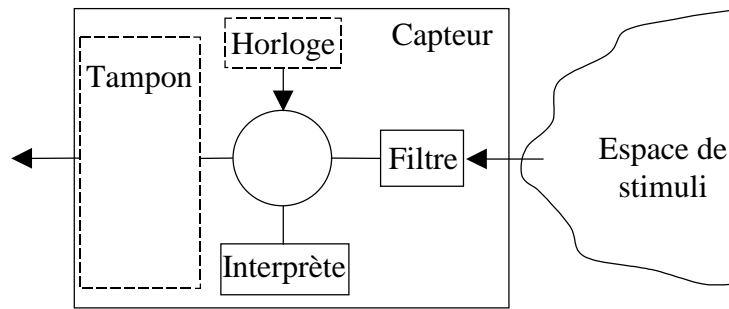 Horloge
Capteur
Tampon
Filtre
Espace de
stimuli
Interprète